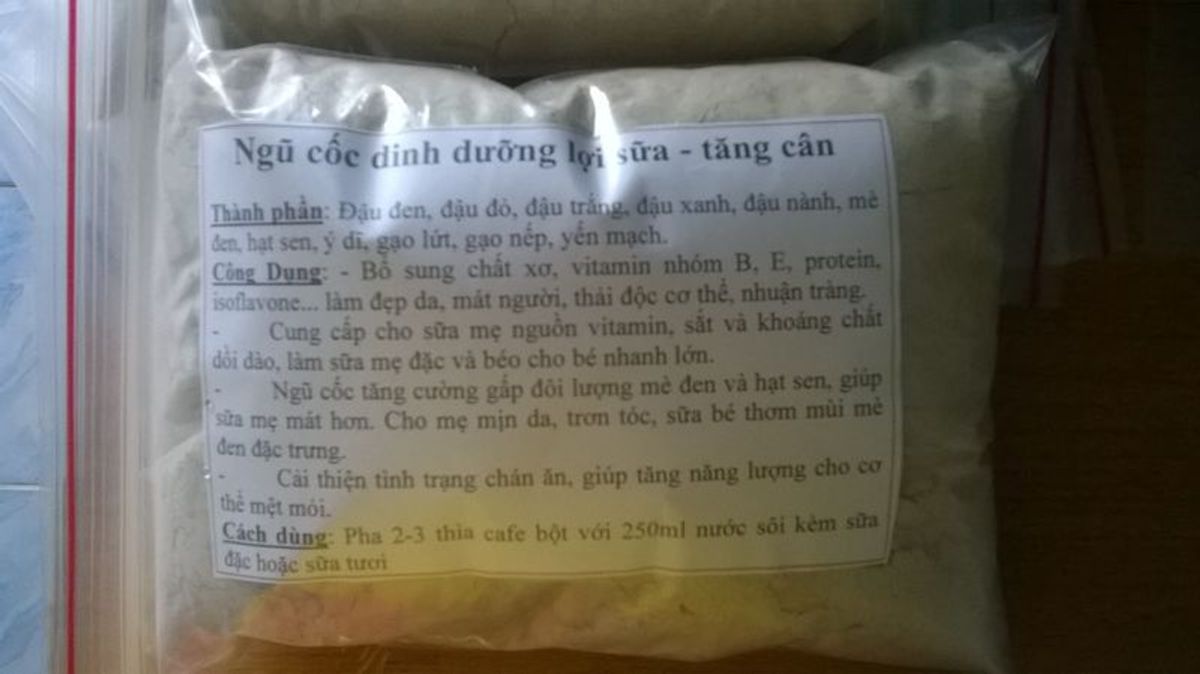 Ngũ cốc dinh dưỡng lợi sữa - tăng cân
Thành phần: Đậu đen, đậu đỏ, đậu trắng, đậu xanh, đậu nành, mè
đen, hạt sen, ý dĩ, gạo lứt, gạo nếp, yến mạch.
Công Dụng: - Bổ sung chất xơ, vitamin nhóm B, E, protein,
isoflavone... làm đẹp da, mát người, thải độc cơ thể, nhuận tràng.
- Cung cấp cho sữa mẹ nguồn vitamin, sắt và khoáng chất
dồi dào, làm sữa mẹ đặc và béo cho bé nhanh lớn.
- Ngũ cốc tăng cường gấp đôi lượng mè đen và hạt sen, giúp
sữa mẹ mát hơn. Cho mẹ mịn da, trơn tóc, sữa bé thơm mùi mè
đen đặc trưng.
- Cải thiện tình trạng chán ăn, giúp tăng năng lượng cho cơ
thể mệt mỏi.
Cách dùng: Pha 2-3 thìa cafe bột với 250ml nước sôi kèm sữa
đặc hoặc sữa tươi